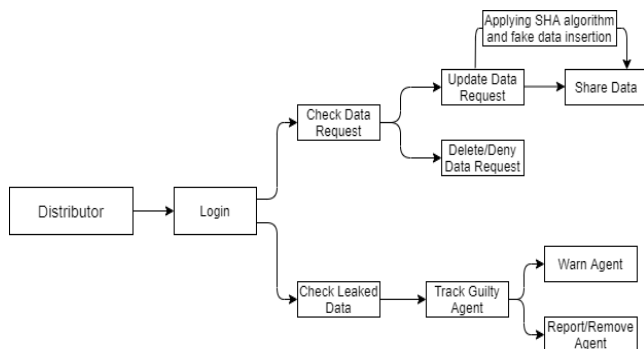 Applying SHA algorithm
and fake data insertion
Update Data
Request
Share Data
Check Data
Request
Delete/Deny
Data Request
Distributor
Login
Check Leaked
Data
Track Guilty
Agent
Warn Agent
Report/Remove
Agent